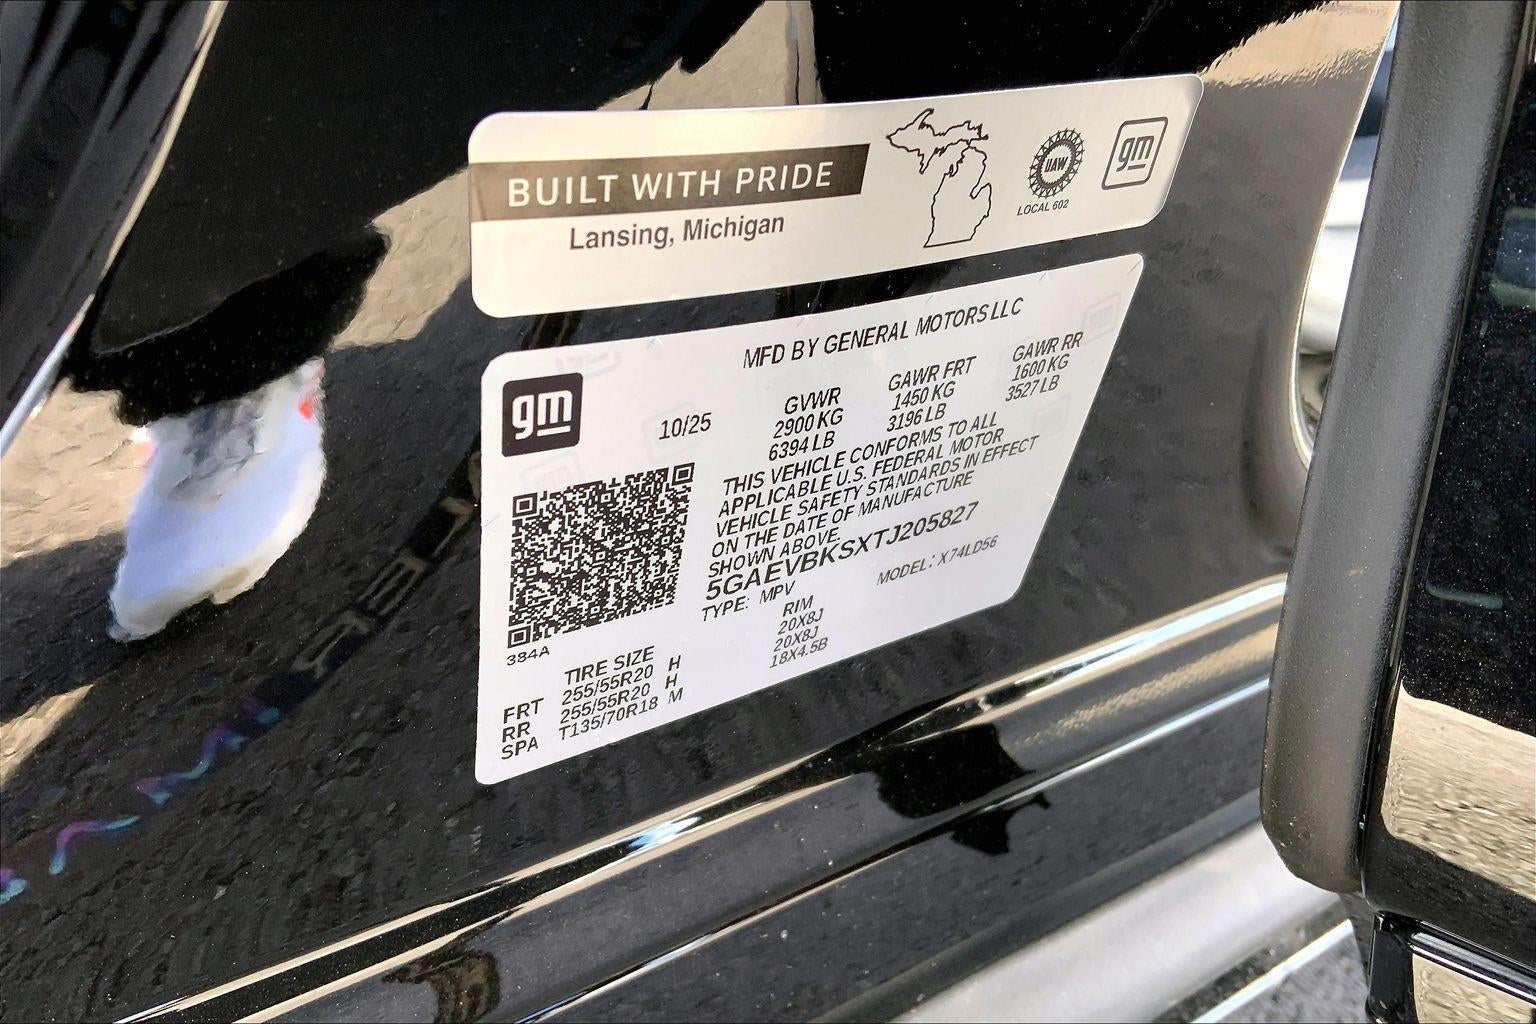 BUILT WITH PRIDE
Lansing, Michigan
UAW
LOCAL 602
gm
MFD BY GENERAL MOTORS LLC
gm
10/25
GVWR
2900 KG
6394 LB
GAWR FRT
1450 KG
3196 LB
GAWR RR
1600 KG
3527 LB
THIS VEHICLE CONFORMS TO ALL
APPLICABLE U.S. FEDERAL MOTOR
VEHICLE SAFETY STANDARDS IN EFFECT
ON THE DATE OF MANUFACTURE
SHOWN ABOVE.
5GAEVBKSXTJ205827
TYPE: MPV
MODEL: X74LD56
384A
TIRE SIZE RIM
FRT 255/55R20 H 20X8J
RR 255/55R20 H 20X8J
SPA T135/70R18 M 18X4.5B